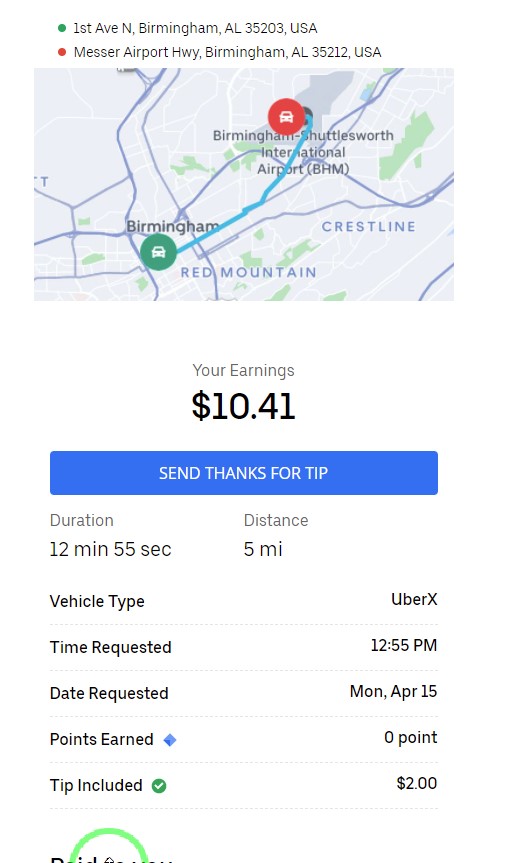 1st Ave N, Birmingham, AL 35203, USA
Messer Airport Hwy, Birmingham, AL 35212, USA
Birmingham-Shuttlesworth
International
Airport (BHM)
T
Birmingham
CRESTLINE
RED MOUNTAIN
Your Earnings
$10.41
SEND THANKS FOR TIP
Duration Distance
12 min 55 sec 5 mi
Vehicle Type UberX
Time Requested 12:55 PM
Date Requested Mon, Apr 15
Points Earned 0 point
Tip Included $2.00